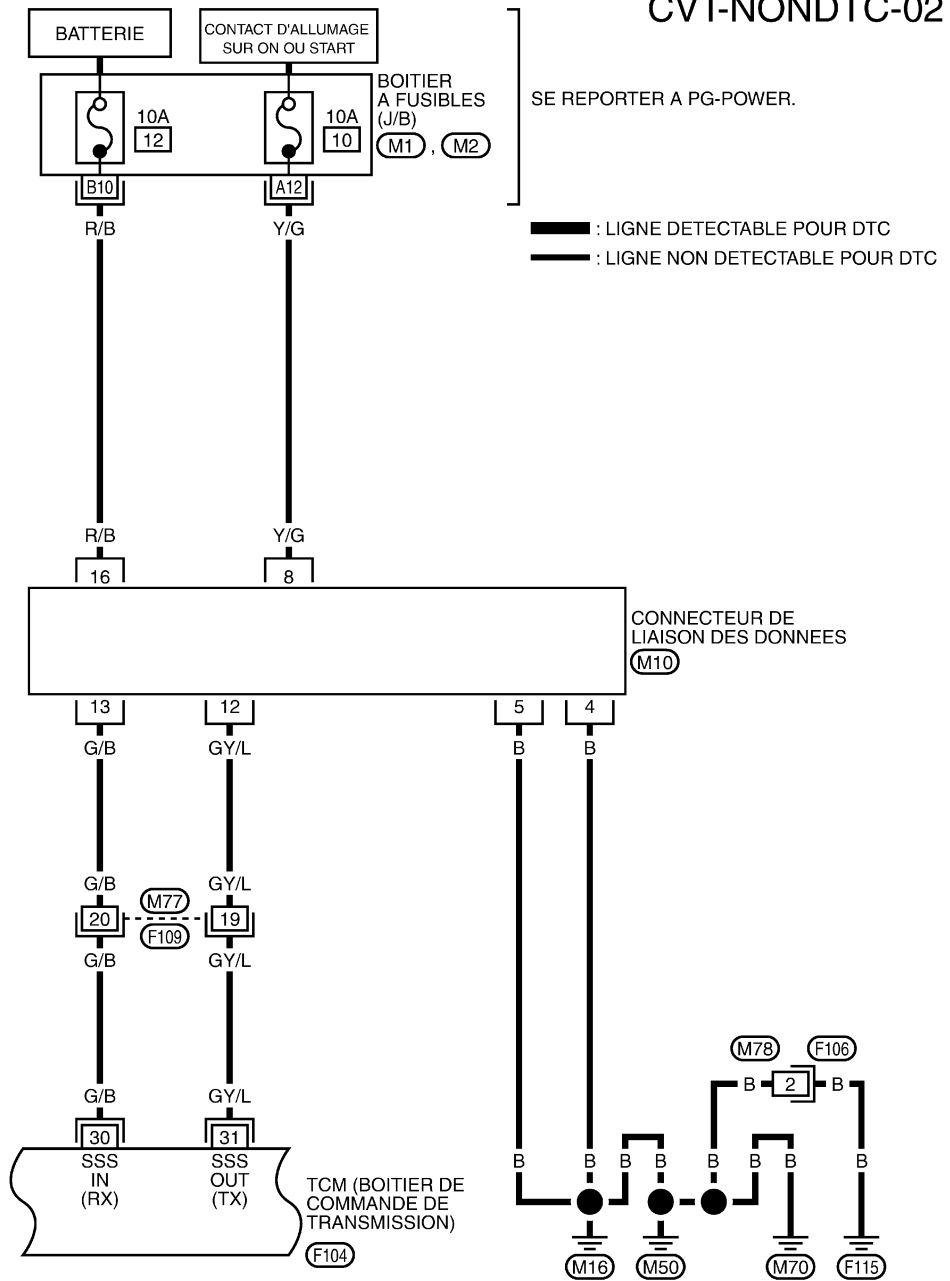 CVT-NONDTC-02
BATTERIE
CONTACT D'ALLUMAGE
SUR ON OU START
BOITIER
A FUSIBLES
(J/B)
M1 , M2
10A
12
10A
10
SE REPORTER A PG-POWER.
B10
A12
R/B
Y/G
: LIGNE DETECTABLE POUR DTC
: LIGNE NON DETECTABLE POUR DTC
R/B
Y/G
16
8
CONNECTEUR DE
LIAISON DES DONNEES
M10
13
12
5
4
G/B
GY/L
B
B
G/B
GY/L
M77
20
19
F109
G/B
GY/L
M78
F106
B
2
B
G/B
GY/L
30
31
SSS
IN
(RX)
SSS
OUT
(TX)
TCM (BOITIER DE
COMMANDE DE
TRANSMISSION)
F104
B
B
B
B
B
B
B
B
M16
M50
M70
F115